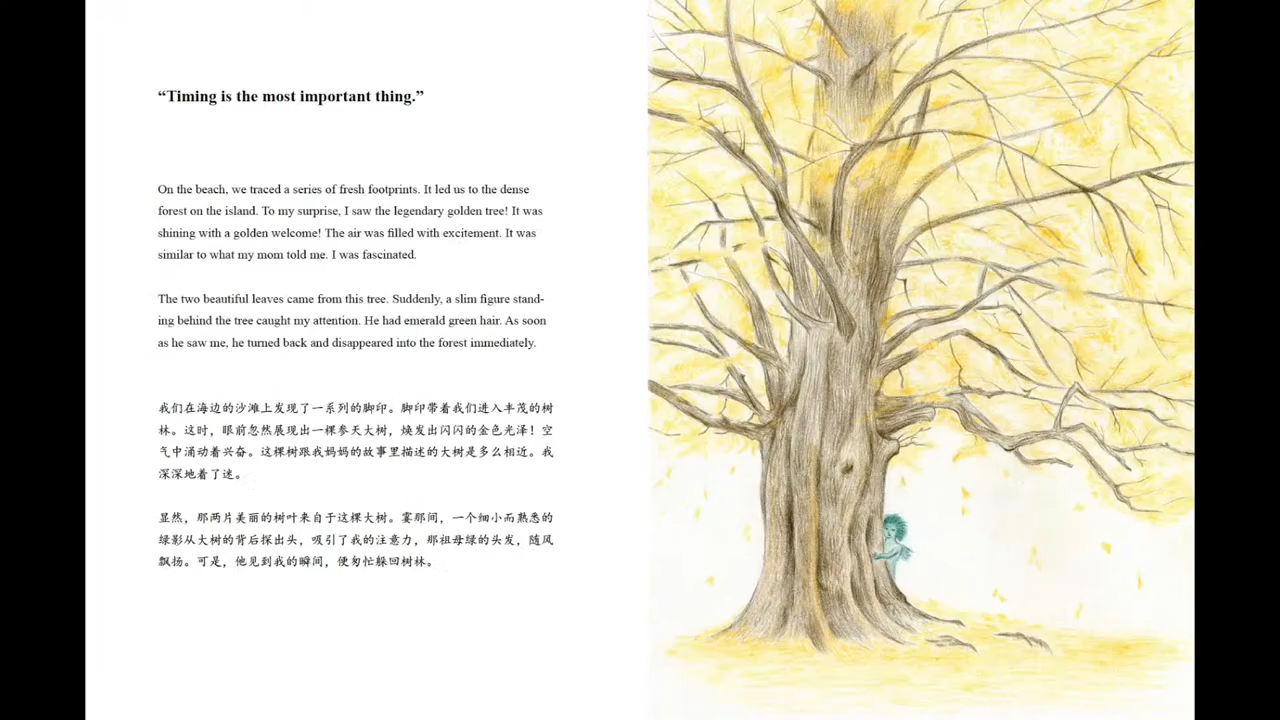 “Timing is the most important thing.”
On the beach, we traced a series of fresh footprints. It led us to the dense
forest on the island. To my surprise, I saw the legendary golden tree! It was
shining with a golden welcome! The air was filled with excitement. It was
similar to what my mom told me. I was fascinated.
The two beautiful leaves came from this tree. Suddenly, a slim figure stand-
ing behind the tree caught my attention. He had emerald green hair. As soon
as he saw me, he turned back and disappeared into the forest immediately.
我们在海边的沙滩上发现了一系列的脚印。脚印带着我们进入丰茂的树
林。这时，眼前忽然展现出一棵参天大树，焕发出闪闪的金色光泽！空
气中涌动着兴奋。这棵树跟我妈妈的故事里描述的大树是多么相近。我
深深地着了迷。
显然，那两片美丽的树叶来自于这棵大树。霎那间，一个细小而熟悉的
绿影从大树的背后探出头，吸引了我的注意力，那祖母绿的头发，随风
飘扬。可是，他见到我的瞬间，便匆忙躲回树林。